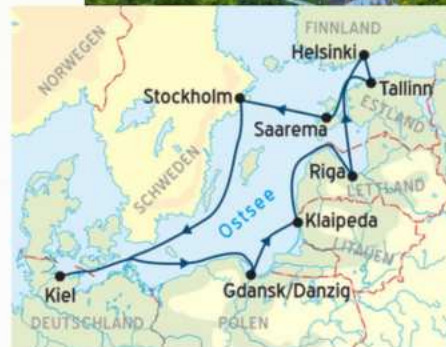 FINNLAND
Helsinki
NORWEGEN
Stockholm
Tallinn
ESTLAND
Saarema
SCHWEDEN
Riga
LETTLAND
Ostsee
Klaipeda
LITAUEN
Kiel
Gdansk/Danzig
DEUTSCHLAND
POLEN